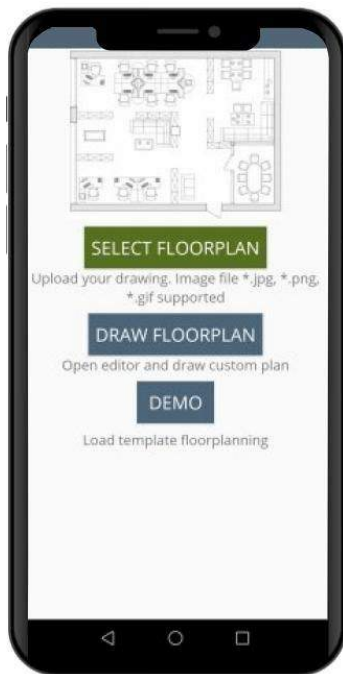 SELECT FLOORPLAN
Upload your drawing. Image file *.jpg, *.png,
*.gif supported
DRAW FLOORPLAN
Open editor and draw custom plan
DEMO
Load template floorplanning